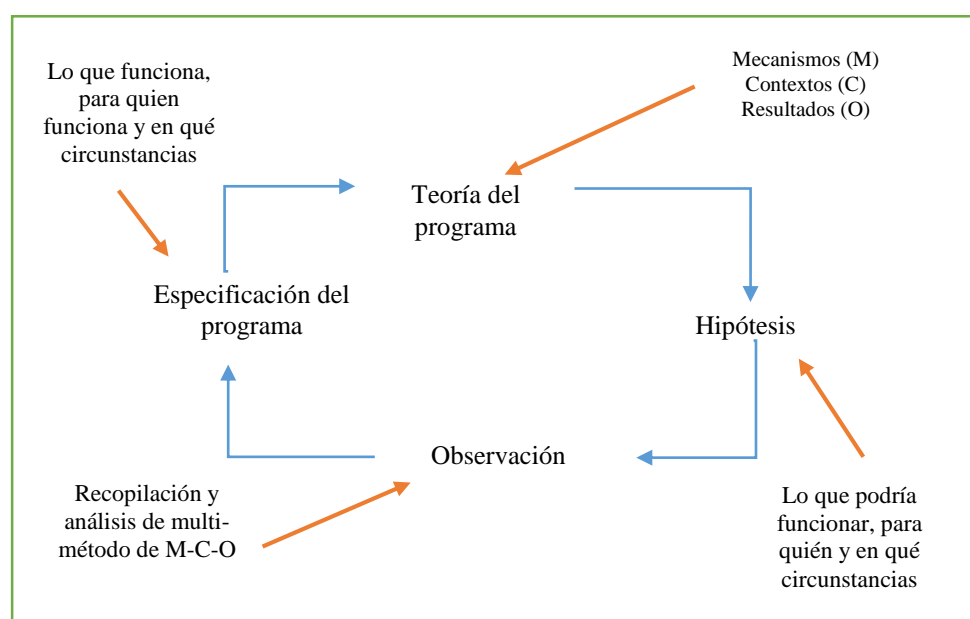 Lo que funciona,
para quien
funciona y en qué
circunstancias
Mecanismos (M)
Contextos (C)
Resultados (O)
Teoría del
programa
Especificación del
programa
Hipótesis
Observación
Recopilación y
análisis de multi-
método de M-C-O
Lo que podría
funcionar, para
quién y en qué
circunstancias